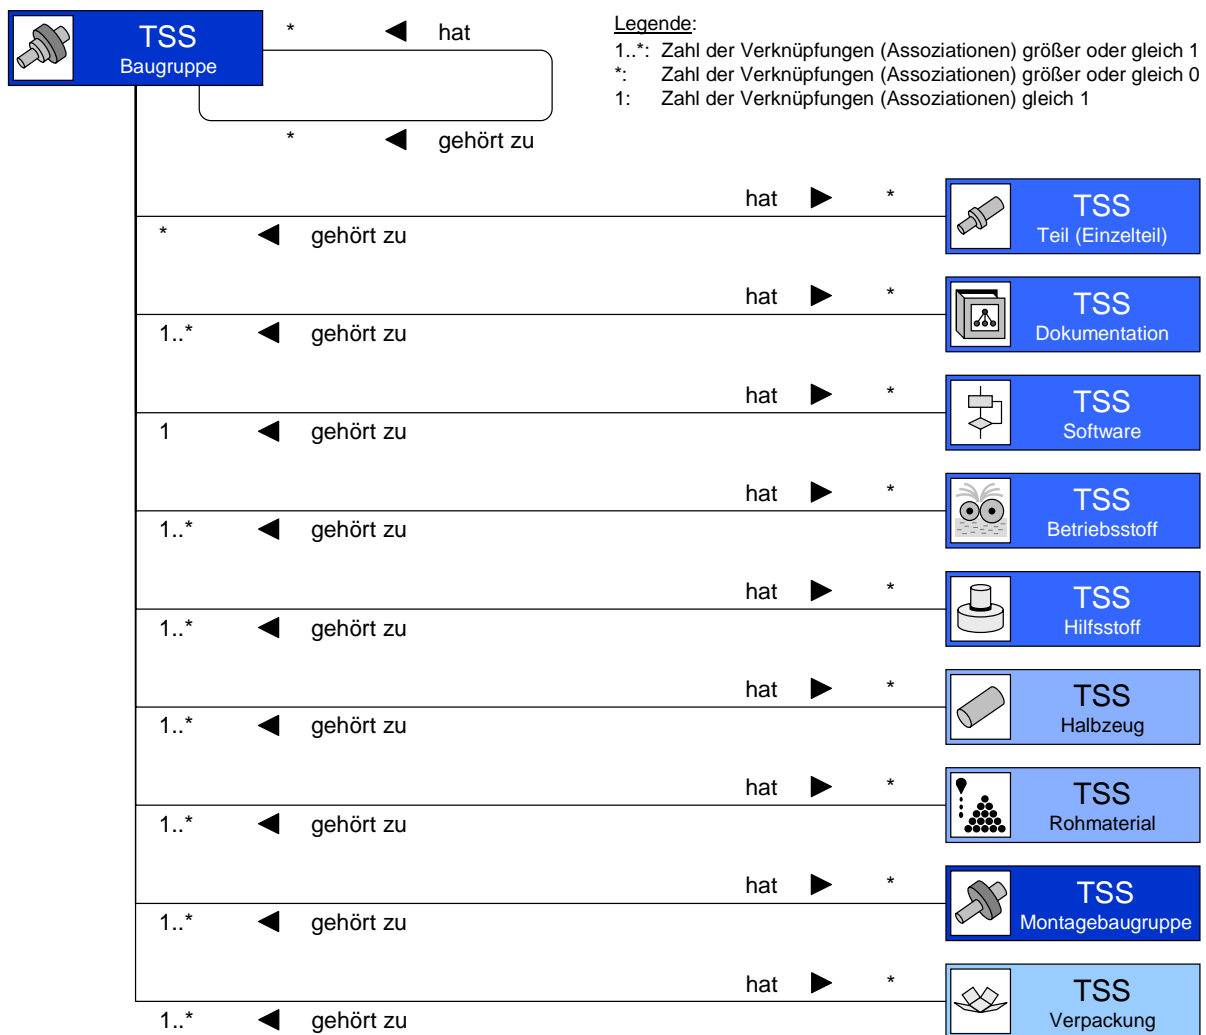 TSS
Baugruppe
* ◄ hat
* ◄ gehört zu
Legende:
1..*: Zahl der Verknüpfungen (Assoziationen) größer oder gleich 1
*: Zahl der Verknüpfungen (Assoziationen) größer oder gleich 0
1: Zahl der Verknüpfungen (Assoziationen) gleich 1
hat ► *
TSS
Teil (Einzelteil)
* ◄ gehört zu
hat ► *
TSS
Dokumentation
1..* ◄ gehört zu
hat ► *
TSS
Software
1 ◄ gehört zu
hat ► *
TSS
Betriebsstoff
1..* ◄ gehört zu
hat ► *
TSS
Hilfsstoff
1..* ◄ gehört zu
hat ► *
TSS
Halbzeug
1..* ◄ gehört zu
hat ► *
TSS
Rohmaterial
1..* ◄ gehört zu
hat ► *
TSS
Montagebaugruppe
1..* ◄ gehört zu
hat ► *
TSS
Verpackung
1..* ◄ gehört zu